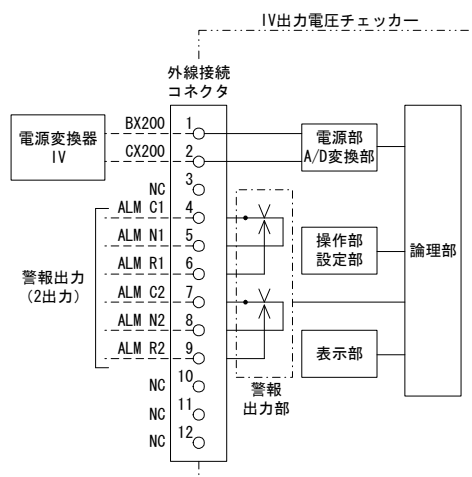 IV出力電圧チェッカー
外線接続
コネクタ
電源変換器
IV
BX200
1
CX200
2
電源部
A/D変換部
NC
3
ALM C1
4
ALM N1
5
ALM R1
6
ALM C2
7
ALM N2
8
ALM R2
9
NC
10
NC
11
NC
12
警報出力
(2出力)
操作部
設定部
論理部
表示部
警報
出力部